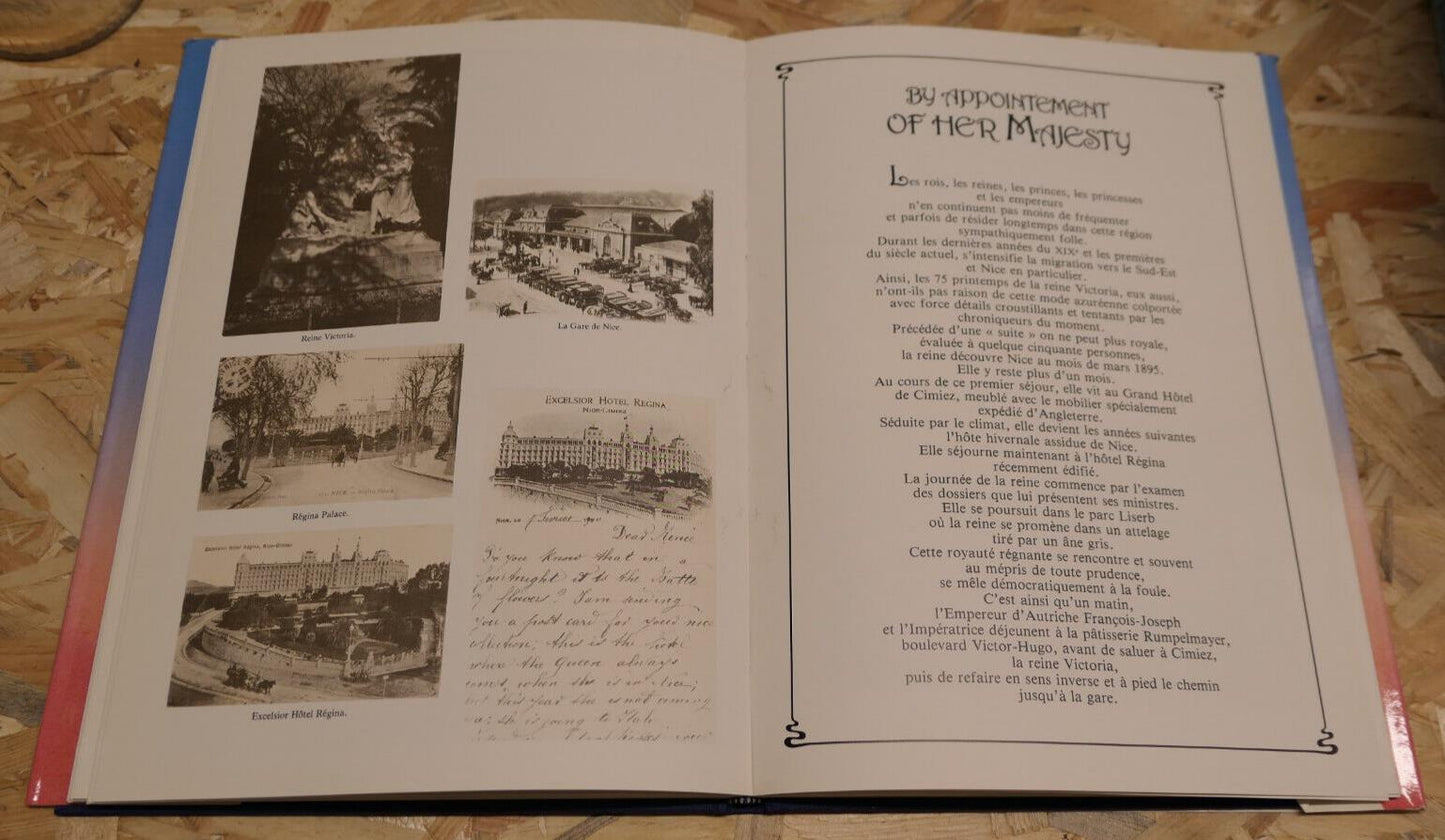 Reine Victoria.
La Gare de Nice.
NICE. —
Régina Palace.
EXCELSIOR HOTEL REGINA
NICE-CIMIEZ
Nice, le
Février
Dear Renée
Do you know that in a
fortnight it is the Battle
of flowers? I am sending
you a post card for your nice
collection; this is the hotel
where the Queen always
comes, when she is in Nice;
but this year she is not coming
she is going to Italy
Excelsior Hôtel Régina, Nice-Cimiez
Excelsior Hôtel Régina.
BY APPOINTEMENT
OF HER MAJESTY
Les rois, les reines, les princes, les princesses
et les empereurs
n'en continuent pas moins de fréquenter
et parfois de résider longtemps dans cette région
sympathiquement folle.
Durant les dernières années du XIXe et les premières
du siècle actuel, s'intensifie la migration vers le Sud-Est
et Nice en particulier.
Ainsi, les 75 printemps de la reine Victoria, eux aussi,
n'ont-ils pas raison de cette mode azuréenne colportée
avec force détails croustillants et tentants par les
chroniqueurs du moment.
Précédée d'une « suite » on ne peut plus royale,
évaluée à quelque cinquante personnes,
la reine découvre Nice au mois de mars 1895.
Elle y reste plus d'un mois.
Au cours de ce premier séjour, elle vit au Grand Hôtel
de Cimiez, meublé avec le mobilier spécialement
expédié d'Angleterre.
Séduite par le climat, elle devient les années suivantes
l'hôte hivernale assidue de Nice.
Elle séjourne maintenant à l'hôtel Régina
récemment édifié.
La journée de la reine commence par l'examen
des dossiers que lui présentent ses ministres.
Elle se poursuit dans le parc Liserb
où la reine se promène dans un attelage
tiré par un âne gris.
Cette royauté régnante se rencontre et souvent
au mépris de toute prudence,
se mêle démocratiquement à la foule.
C'est ainsi qu'un matin,
l'Empereur d'Autriche François-Joseph
et l'Impératrice déjeunent à la pâtisserie Rumpelmayer,
boulevard Victor-Hugo, avant de saluer à Cimiez,
la reine Victoria,
puis de refaire en sens inverse et à pied le chemin
jusqu'à la gare.